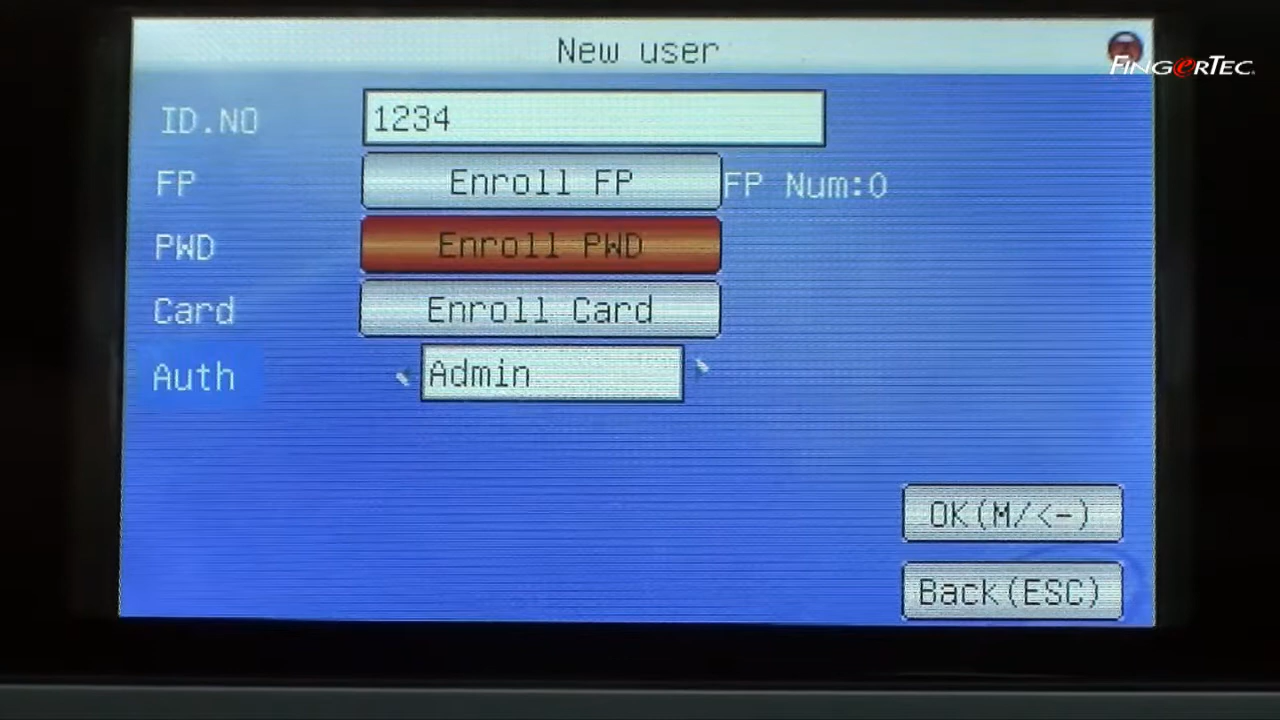 New user
FINGERTEC
ID.NO 1234
FP Enroll FP FP Num:0
PWD Enroll PWD
Card Enroll Card
Auth Admin
OK(M/<-)
Back(ESC)